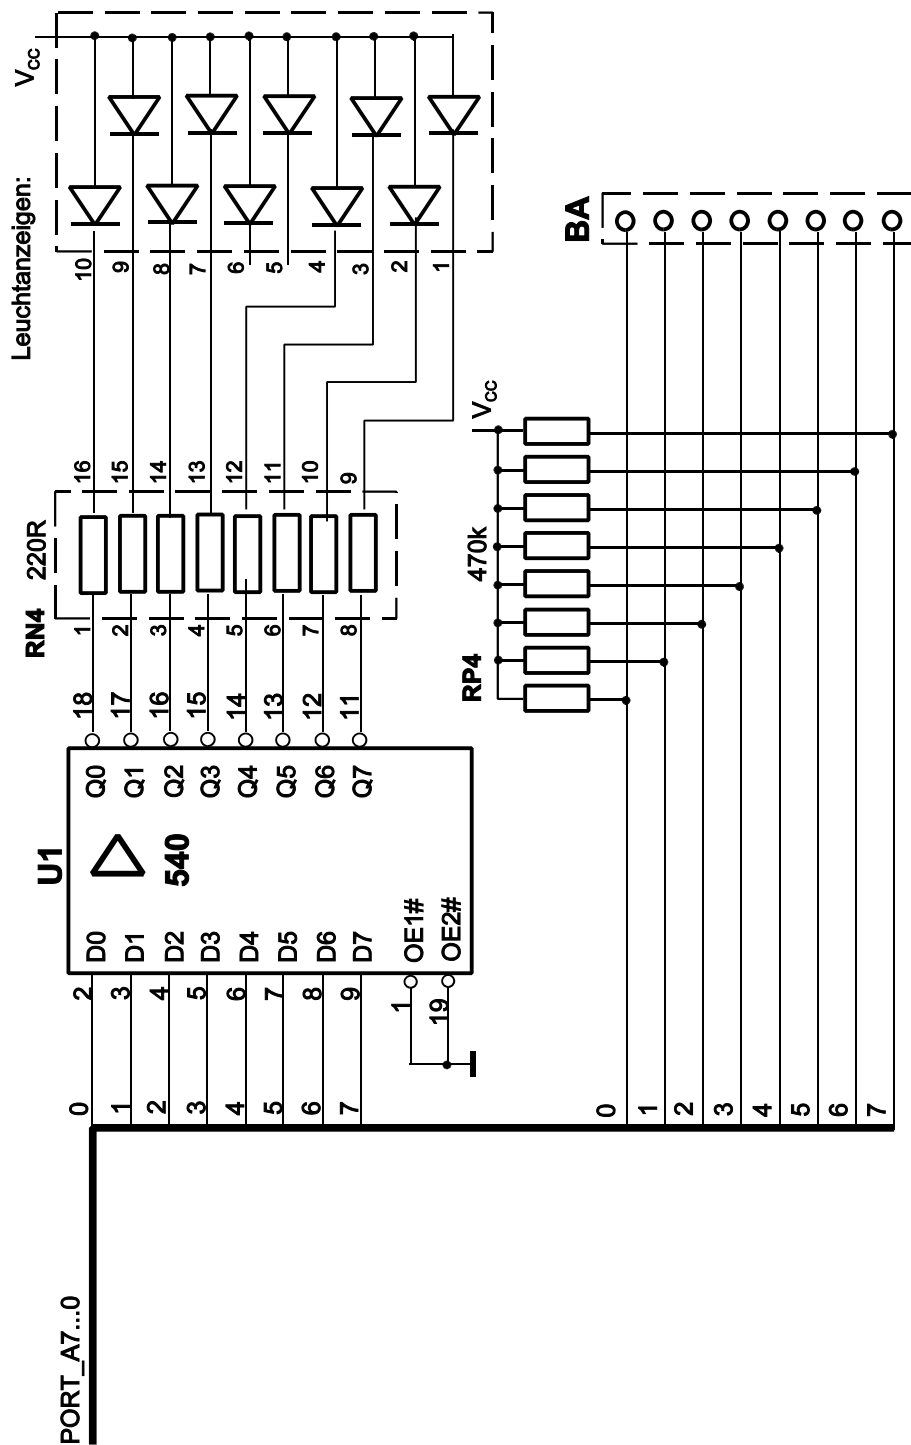 PORT_A7...0
0
1
2
3
4
5
6
7
2
3
4
5
6
7
8
9
1
19
U1
540
D0
D1
D2
D3
D4
D5
D6
D7
OE1#
OE2#
Q0
Q1
Q2
Q3
Q4
Q5
Q6
Q7
18
17
16
15
14
13
12
11
RN4
220R
1
2
3
4
5
6
7
8
16
15
14
13
12
11
10
9
Leuchtanzeigen:
10
9
8
7
6
5
4
3
2
1
VCC
0
1
2
3
4
5
6
7
RP4
470k
VCC
BA